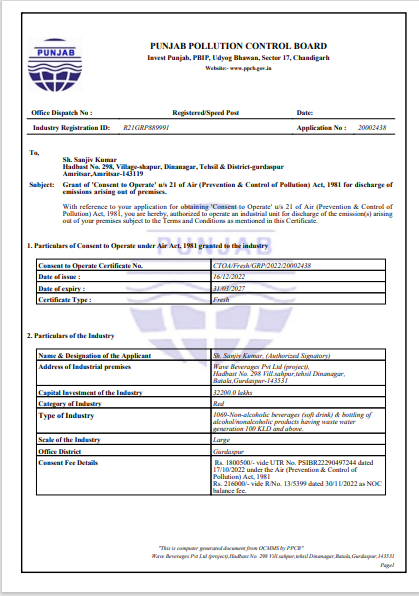 PUNJAB
PUNJAB POLLUTION CONTROL BOARD
Invest Punjab, PBIP, Udyog Bhawan, Sector 17, Chandigarh
Website:- www.ppcb.gov.in
Office Dispatch No : Registered/Speed Post Date:
Industry Registration ID: R21GRP889991 Application No : 20002438
To,
Sh. Sanjiv Kumar
Hadbast No. 298, Village-shapur, Dinanagar, Tehsil & District-gurdaspur
Amritsar,Amritsar-143119
Subject: Grant of 'Consent to Operate' u/s 21 of Air (Prevention & Control of Pollution) Act, 1981 for discharge of
emissions arising out of premises.
With reference to your application for obtaining 'Consent to Operate' u/s 21 of Air (Prevention & Control of
Pollution) Act, 1981, you are hereby, authorized to operate an industrial unit for discharge of the emission(s) arising
out of your premises subject to the Terms and Conditions as mentioned in this Certificate.
1. Particulars of Consent to Operate under Air Act, 1981 granted to the industry
PUNJAB
Consent to Operate Certificate No. CTOA/Fresh/GRP/2022/20002438
Date of issue : 16/12/2022
Date of expiry : 31/03/2027
Certificate Type : Fresh
2. Particulars of the Industry
Name & Designation of the Applicant Sh. Sanjiv Kumar, (Authorized Signatory)
Address of Industrial premises Wave Beverages Pvt Ltd (project),
Hadbast No. 298 Vill.sahpur,tehsil Dinanagar,
Batala,Gurdaspur-143531
Capital Investment of the Industry 32200.0 lakhs
Category of Industry Red
Type of Industry 1069-Non-alcoholic beverages (soft drink) & bottling of
alcohol/nonalcoholic products having waste water
generation 100 KLD and above.
Scale of the Industry Large
Office District Gurdaspur
Consent Fee Details Rs. 1800500/- vide UTR No. PSIBR22290497244 dated
17/10/2022 under Air (Prevention & Control of
Pollution) Act, 1981
Rs. 216000/- vide R/No. 13/5399 dated 30/11/2022 as NOC
balance fee.
"This is computer generated document from OCMMS by PPCB"
Wave Beverages Pvt Ltd (project),Hadbast No. 298 Vill.sahpur,tehsil Dinanagar,Batala,Gurdaspur,143531
Page1